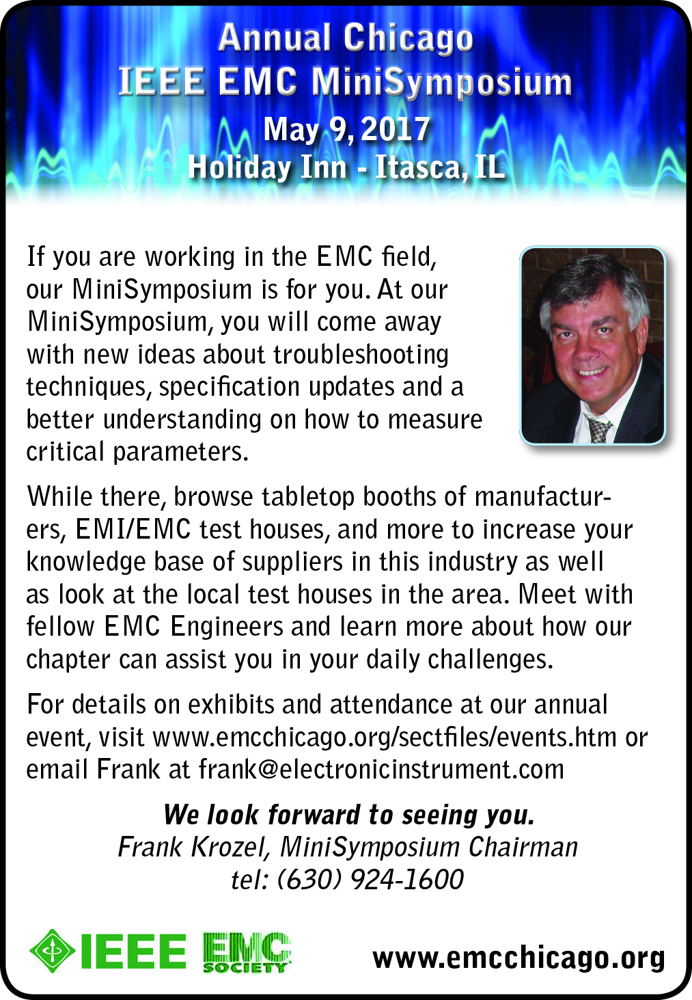 Annual Chicago
IEEE EMC MiniSymposium
May 9, 2017
Holiday Inn - Itasca, IL
If you are working in the EMC field,
our MiniSymposium is for you. At our
MiniSymposium, you will come away
with new ideas about troubleshooting
techniques, specification updates and a
better understanding on how to measure
critical parameters.
While there, browse tabletop booths of manufactur-
ers, EMI/EMC test houses, and more to increase your
knowledge base of suppliers in this industry as well
as look at the local test houses in the area. Meet with
fellow EMC Engineers and learn more about how our
chapter can assist you in your daily challenges.
For details on exhibits and attendance at our annual
event, visit www.emcchicago.org/sectfiles/events.htm or
email Frank at frank@electronicinstrument.com
We look forward to seeing you.
Frank Krozel, MiniSymposium Chairman
tel: (630) 924-1600
IEEE EMC SOCIETY www.emcchicago.org